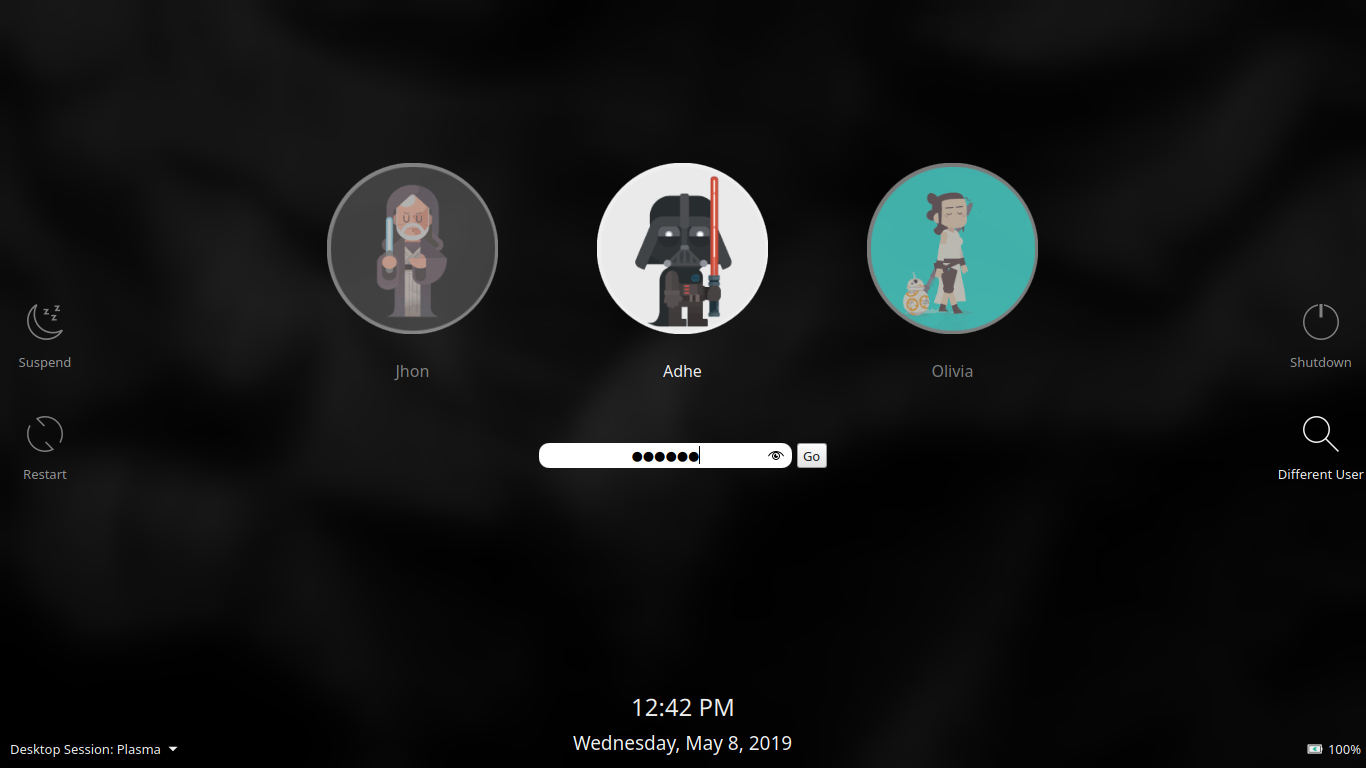 Jhon
Adhe
Olivia
Suspend
Shutdown
●●●●●●
Go
Restart
Different User
12:42 PM
Wednesday, May 8, 2019
Desktop Session: Plasma
100%